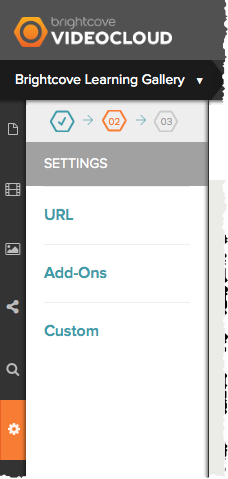 brightcove
VIDEOCLOUD
Brightcove Learning Gallery
02
03
SETTINGS
URL
Add-Ons
Custom